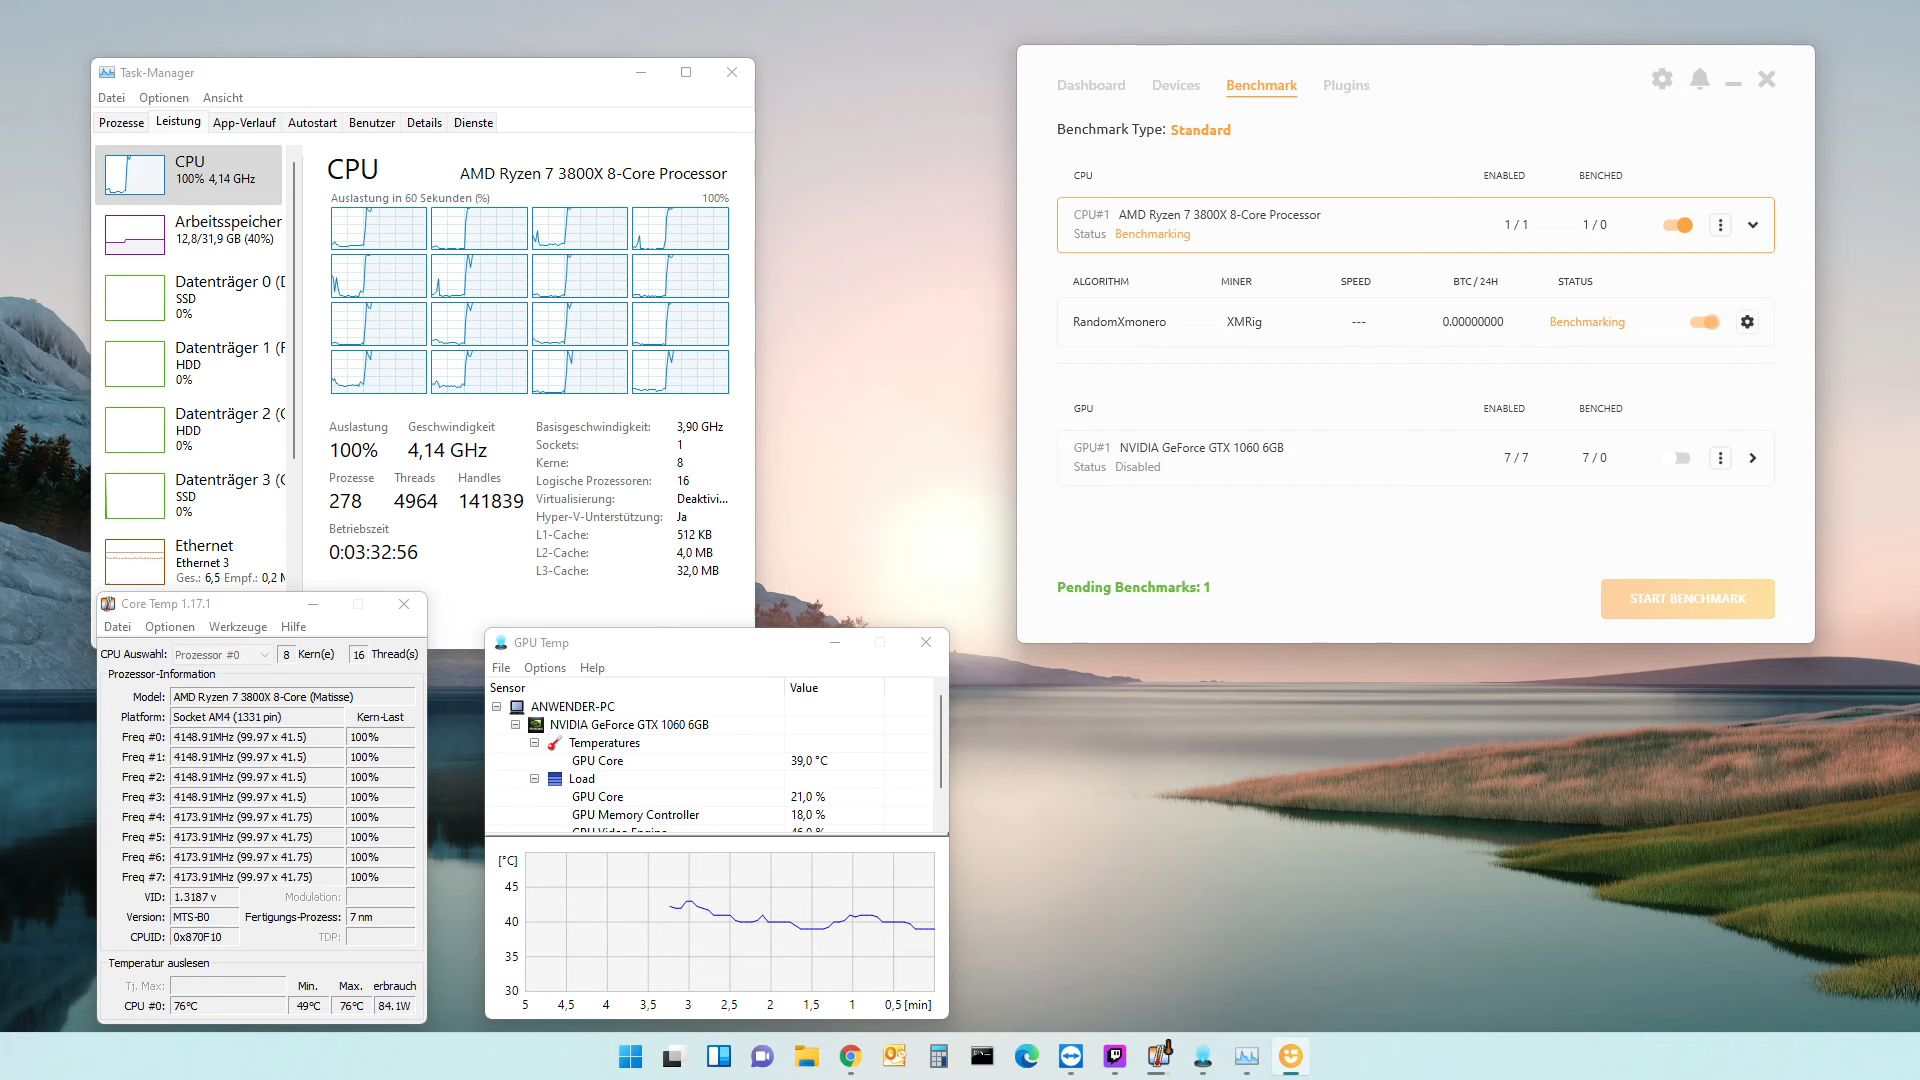 Task-Manager
Datei Optionen Ansicht
Prozesse Leistung App-Verlauf Autostart Benutzer Details Dienste
CPU
100% 4,14 GHz
Arbeitsspeicher
12,8/31,9 GB (40%)
Datenträger 0 (
SSD
0%
Datenträger 1 (
HDD
0%
Datenträger 2 (
HDD
0%
Datenträger 3 (
SSD
0%
Ethernet
Ethernet 3
Ges.: 6,5 Empf.: 0,2
CPU
AMD Ryzen 7 3800X 8-Core Processor
Auslastung in 60 Sekunden (%) 100%
Auslastung Geschwindigkeit
100% 4,14 GHz
Prozesse Threads Handles
278 4964 141839
Betriebszeit
0:03:32:56
Basisgeschwindigkeit: 3,90 GHz
Sockets: 1
Kerne: 8
Logische Prozessoren: 16
Virtualisierung: Deaktivi...
Hyper-V-Unterstützung: Ja
L1-Cache: 512 KB
L2-Cache: 4,0 MB
L3-Cache: 32,0 MB
Core Temp 1.17.1
Datei Optionen Werkzeuge Hilfe
CPU Auswahl: Prozessor #0 8 Kern(e) 16 Thread(s)
Prozessor-Information
Model: AMD Ryzen 7 3800X 8-Core (Matisse)
Platform: Socket AM4 (1331 pin) Kern-Last
Freq #0: 4148.91MHz (99.97 x 41.5) 100%
Freq #1: 4148.91MHz (99.97 x 41.5) 100%
Freq #2: 4148.91MHz (99.97 x 41.5) 100%
Freq #3: 4148.91MHz (99.97 x 41.5) 100%
Freq #4: 4173.91MHz (99.97 x 41.75) 100%
Freq #5: 4173.91MHz (99.97 x 41.75) 100%
Freq #6: 4173.91MHz (99.97 x 41.75) 100%
Freq #7: 4173.91MHz (99.97 x 41.75) 100%
VID: 1.3187 v Modulation:
Version: MTS-B0 Fertigungs-Prozess: 7 nm
CPUID: 0x870F10 TDP:
Temperatur auslesen
Tj. Max: Min. Max. erbrauch
CPU #0: 76°C 49°C 76°C 84.1W
GPU Temp
File Options Help
Sensor Value
ANWENDER-PC
NVIDIA GeForce GTX 1060 6GB
Temperatures
GPU Core 39,0 °C
Load
GPU Core 21,0 %
GPU Memory Controller 18,0 %
GPU Video Engine 46,0 %
[°C]
45
40
35
30
5 4,5 4 3,5 3 2,5 2 1,5 1 0,5 [min]
Dashboard Devices Benchmark Plugins
Benchmark Type: Standard
CPU ENABLED BENCHED
CPU#1 AMD Ryzen 7 3800X 8-Core Processor 1 / 1 1 / 0
Status Benchmarking
ALGORITHM MINER SPEED BTC / 24H STATUS
RandomXmonero XMRig --- 0.00000000 Benchmarking
GPU ENABLED BENCHED
GPU#1 NVIDIA GeForce GTX 1060 6GB 7 / 7 7 / 0
Status Disabled
Pending Benchmarks: 1
START BENCHMARK